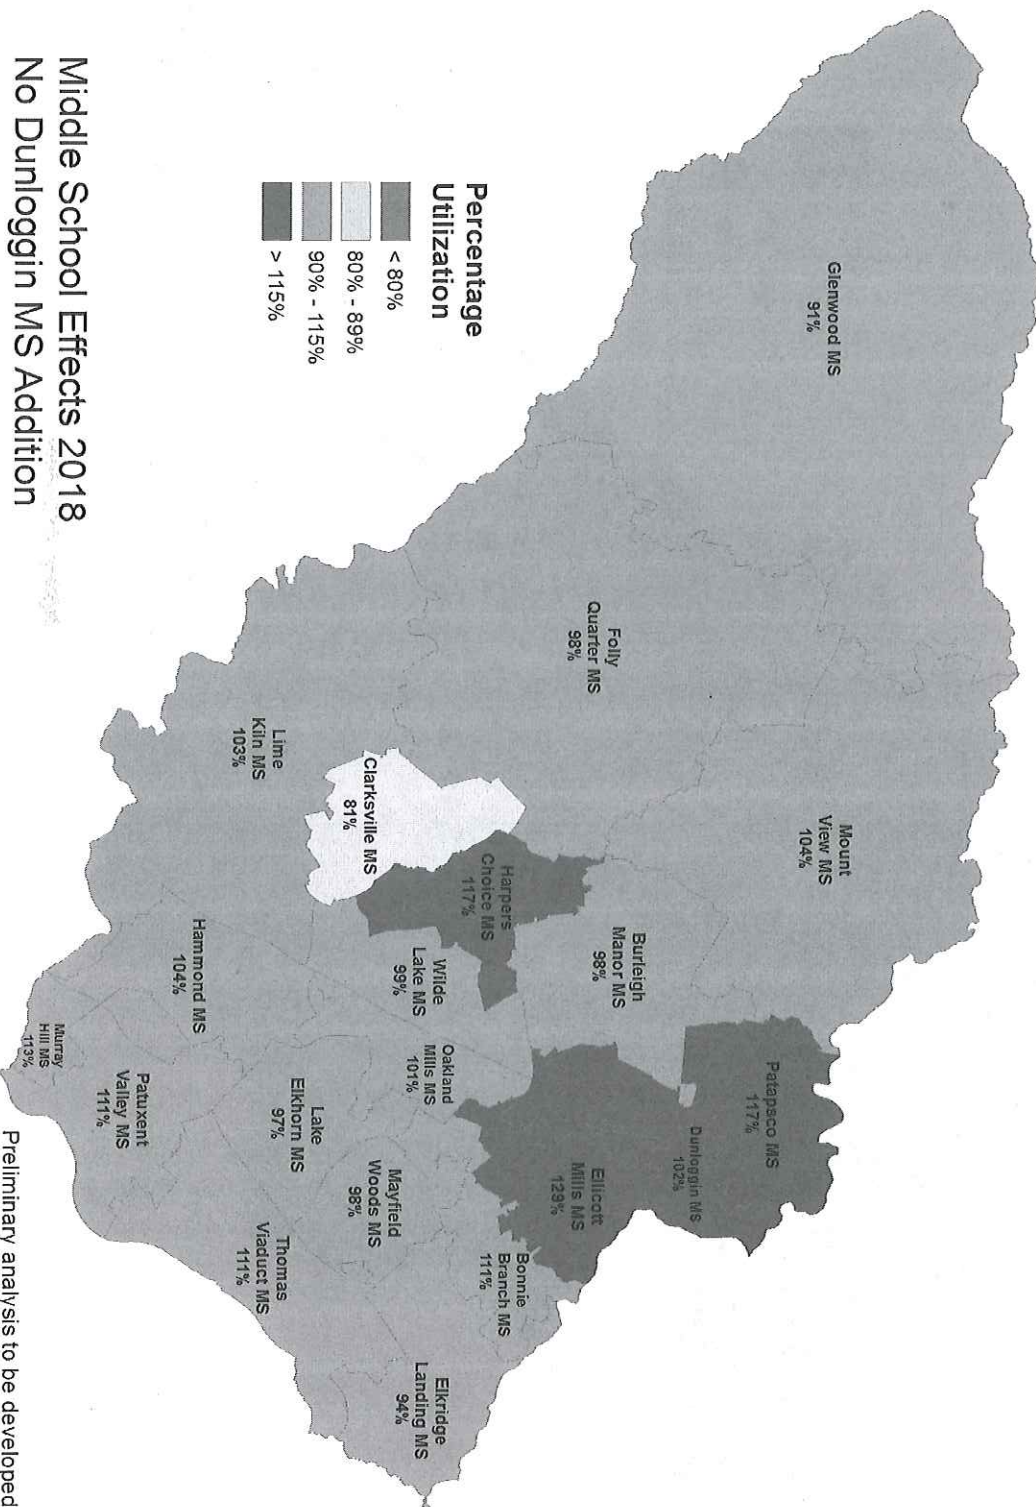 Glenwood MS
91%
Mount
View MS
104%
Folly
Quarter MS
98%
Burleigh
Manor MS
98%
Patapsco MS
117%
Dunloggin MS
102%
Ellicott
Mills MS
129%
Harpers
Choice MS
117%
Clarksville MS
81%
Wilde
Lake MS
99%
Oakland
Mills MS
101%
Bonnie
Branch MS
111%
Elkridge
Landing MS
94%
Mayfield
Woods MS
98%
Lake
Elkhorn MS
97%
Thomas
Viaduct MS
111%
Lime
Kiln MS
103%
Hammond MS
104%
Patuxent
Valley MS
111%
Murray
Hill MS
113%
Percentage
Utilization
< 80%
80% - 89%
90% - 115%
> 115%
Middle School Effects 2018
No Dunloggin MS Addition
Preliminary analysis to be developed